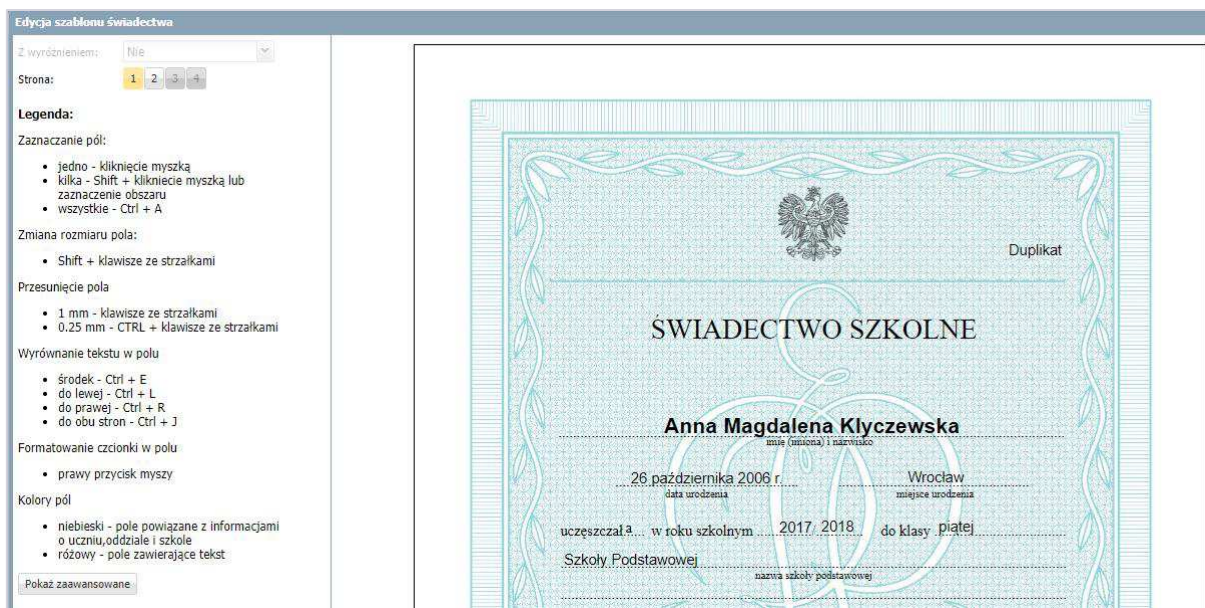 Edycja szablonu świadectwa
Z wyróżnieniem: Nie
Strona: 1 2 3 4
Legenda:
Zaznaczanie pól:
• jedno - kliknięcie myszką
• kilka - Shift + klikniecie myszką lub
zaznaczenie obszaru
• wszystkie - Ctrl + A
Zmiana rozmiaru pola:
• Shift + klawisze ze strzałkami
Przesunięcie pola
• 1 mm - klawisze ze strzałkami
• 0.25 mm - CTRL + klawisze ze strzałkami
Wyrównanie tekstu w polu
• środek - Ctrl + E
• do lewej - Ctrl + L
• do prawej - Ctrl + R
• do obu stron - Ctrl + J
Formatowanie czcionki w polu
• prawy przycisk myszy
Kolory pól
• niebieski - pole powiązane z informacjami
o uczniu,oddziale i szkole
• różowy - pole zawierające tekst
Pokaż zaawansowane
Duplikat
ŚWIADECTWO SZKOLNE
Anna Magdalena Klyczewska
imię (imiona) i nazwisko
26 października 2006 r. Wrocław
data urodzenia miejsce urodzenia
uczęszczał a w roku szkolnym 2017/ 2018 do klasy piątej
Szkoły Podstawowej
nazwa szkoły podstawowej